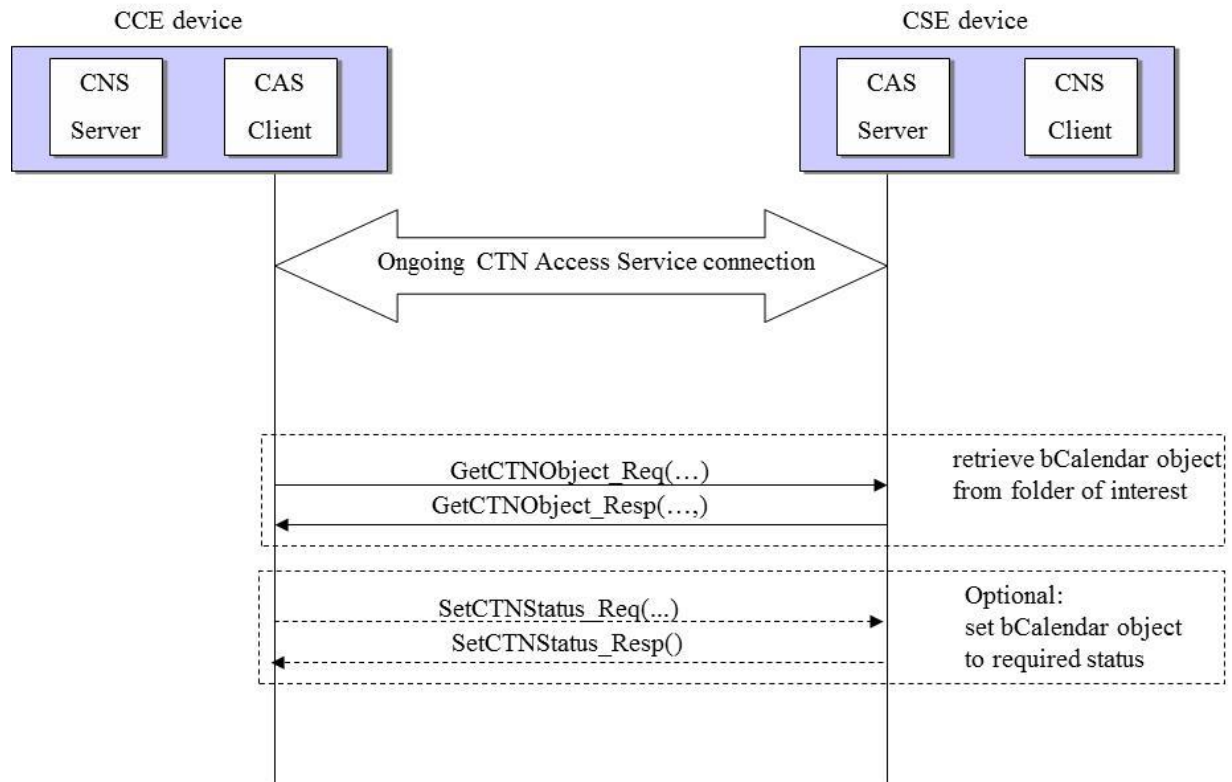 CCE device
CSE device
CNS
Server
CAS
Client
CAS
Server
CNS
Client
Ongoing CTN Access Service connection
GetCTNObject_Req(…)
GetCTNObject_Resp(…,)
retrieve bCalendar object
from folder of interest
SetCTNStatus_Req(...)
SetCTNStatus_Resp()
Optional:
set bCalendar object
to required status